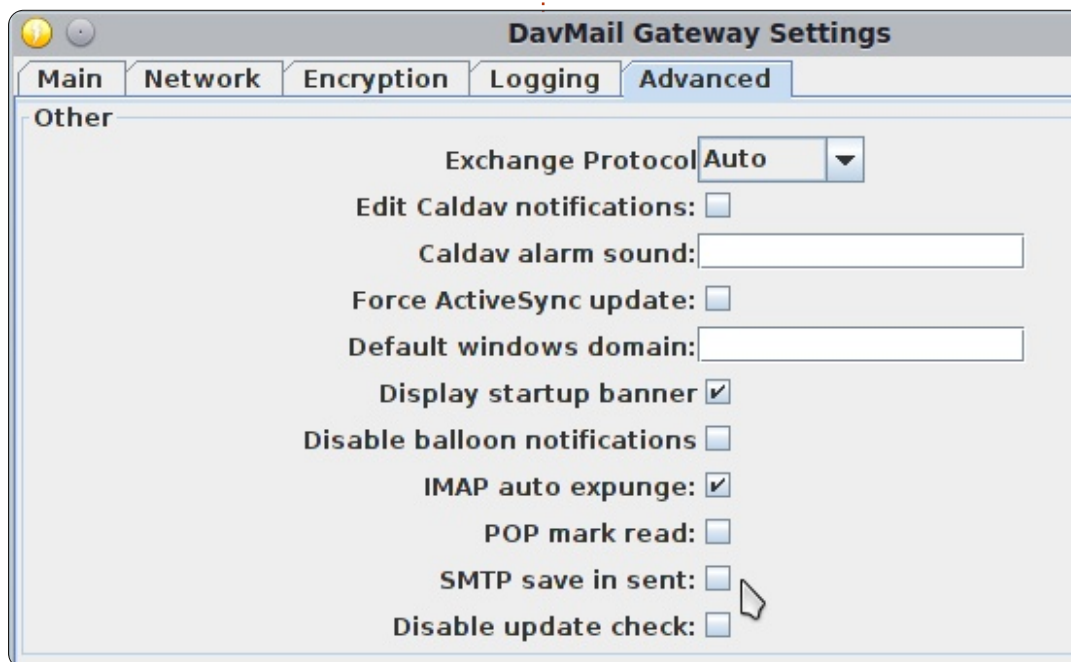 DavMail Gateway Settings
Main Network Encryption Logging Advanced
Other
Exchange Protocol Auto
Edit Caldav notifications:
Caldav alarm sound:
Force ActiveSync update:
Default windows domain:
Display startup banner
Disable balloon notifications
IMAP auto expunge:
POP mark read:
SMTP save in sent:
Disable update check: